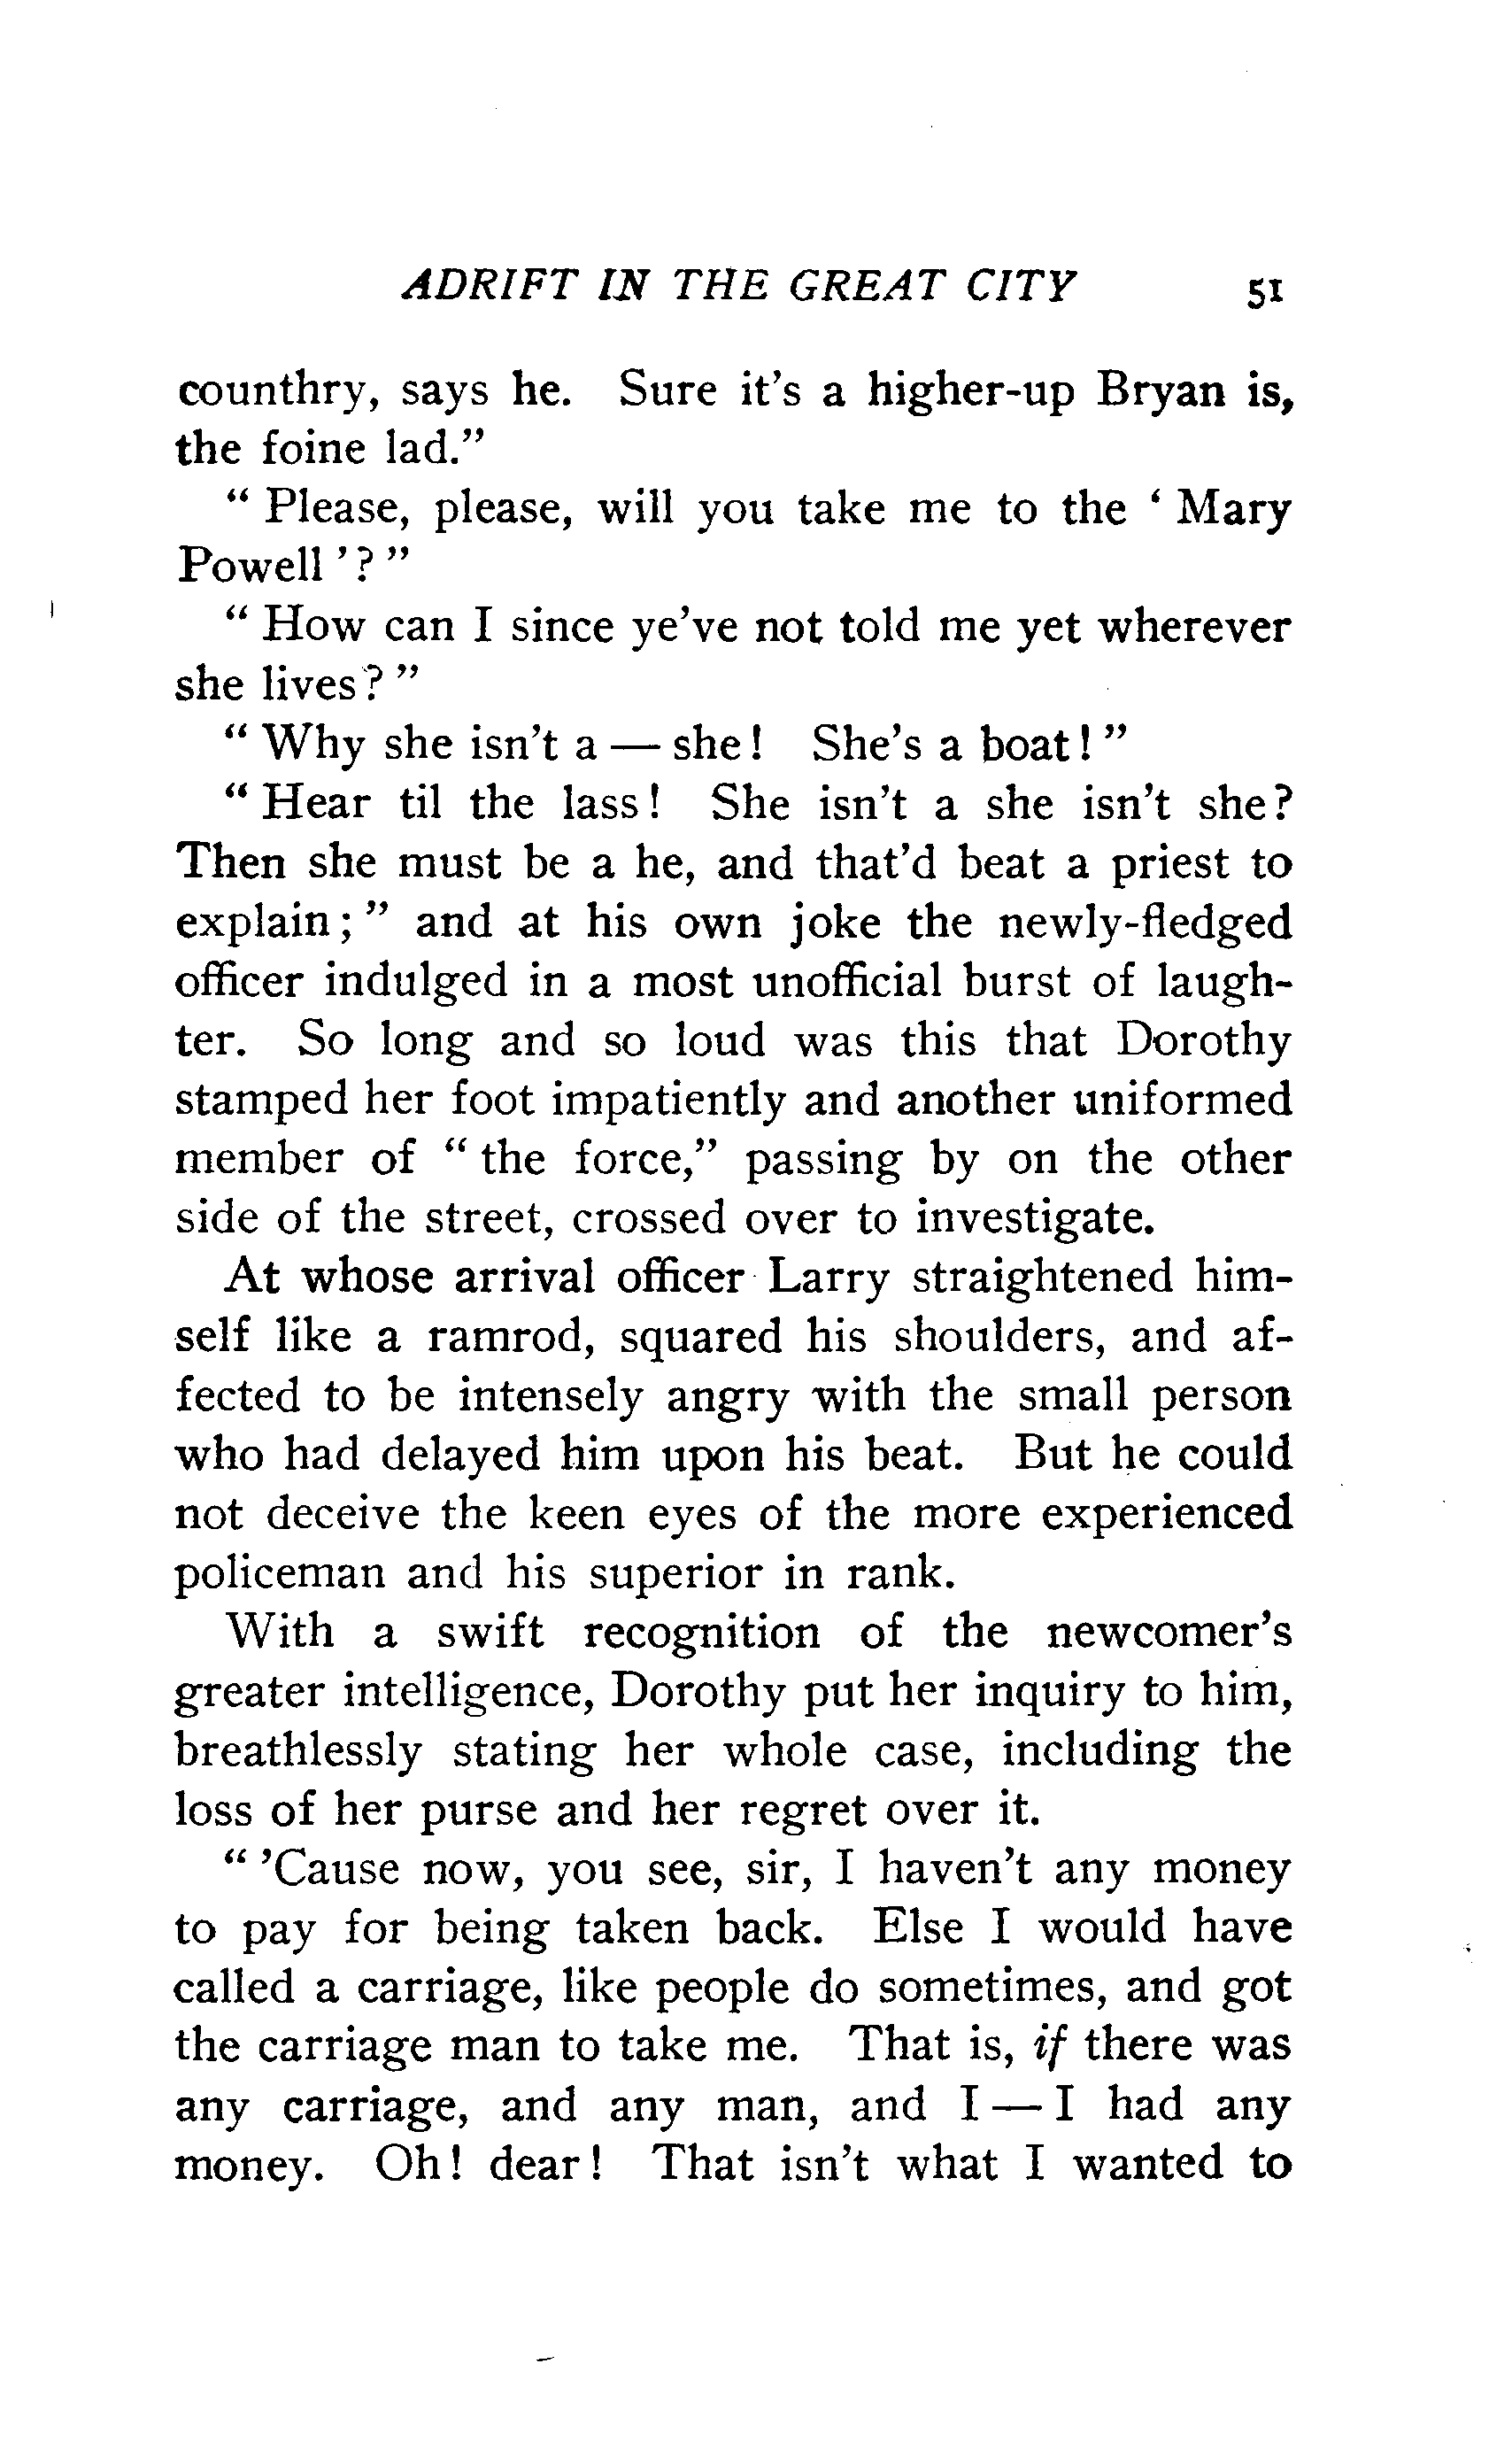 ADRIFT IN THE GREAT CITY 51
counthry, says he. Sure it's a higher-up Bryan is,
the foine lad."
" Please, please, will you take me to the ' Mary
Powell '? "
" How can I since ye've not told me yet wherever
she lives? "
" Why she isn't a — she! She's a boat! "
" Hear til the lass! She isn't a she isn't she?
Then she must be a he, and that'd beat a priest to
explain; " and at his own joke the newly-fledged
officer indulged in a most unofficial burst of laugh-
ter. So long and so loud was this that Dorothy
stamped her foot impatiently and another uniformed
member of " the force," passing by on the other
side of the street, crossed over to investigate.
At whose arrival officer Larry straightened him-
self like a ramrod, squared his shoulders, and af-
fected to be intensely angry with the small person
who had delayed him upon his beat. But he could
not deceive the keen eyes of the more experienced
policeman and his superior in rank.
With a swift recognition of the newcomer's
greater intelligence, Dorothy put her inquiry to him,
breathlessly stating her whole case, including the
loss of her purse and her regret over it.
" 'Cause now, you see, sir, I haven't any money
to pay for being taken back. Else I would have
called a carriage, like people do sometimes, and got
the carriage man to take me. That is, if there was
any carriage, and any man, and I — I had any
money. Oh! dear! That isn't what I wanted to